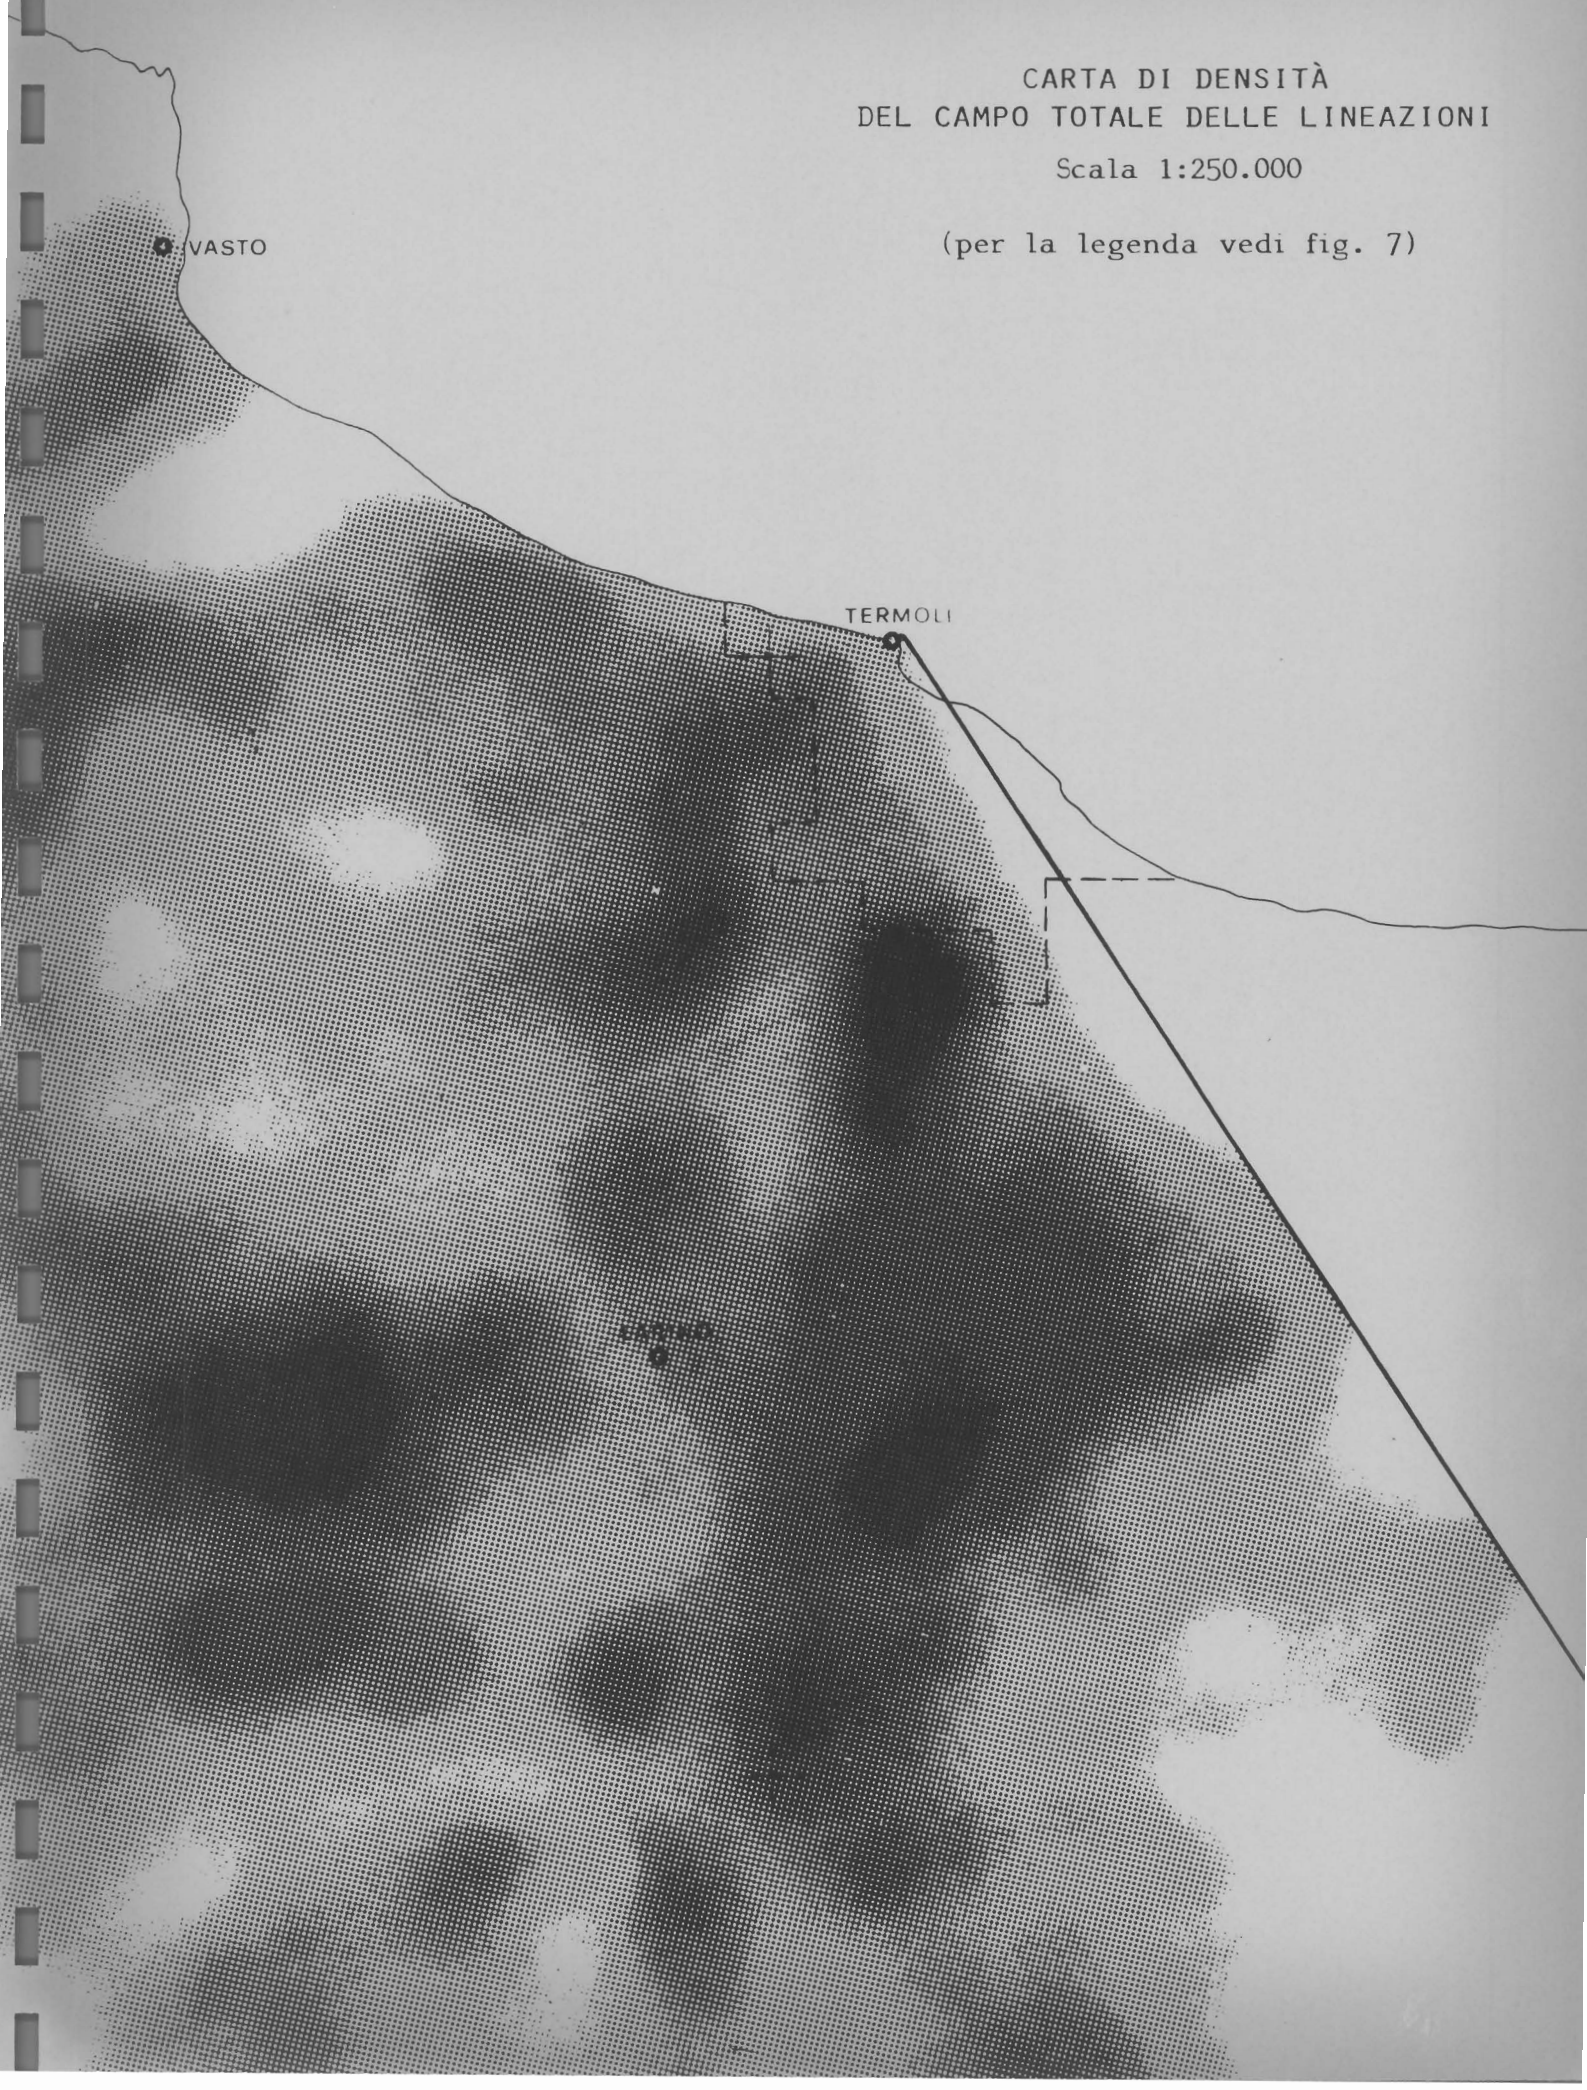 CARTA DI DENSITÀ
DEL CAMPO TOTALE DELLE LINEAZIONI
Scala 1:250.000
(per la legenda vedi fig. 7)
VASTO
TERMOLI
LARINO